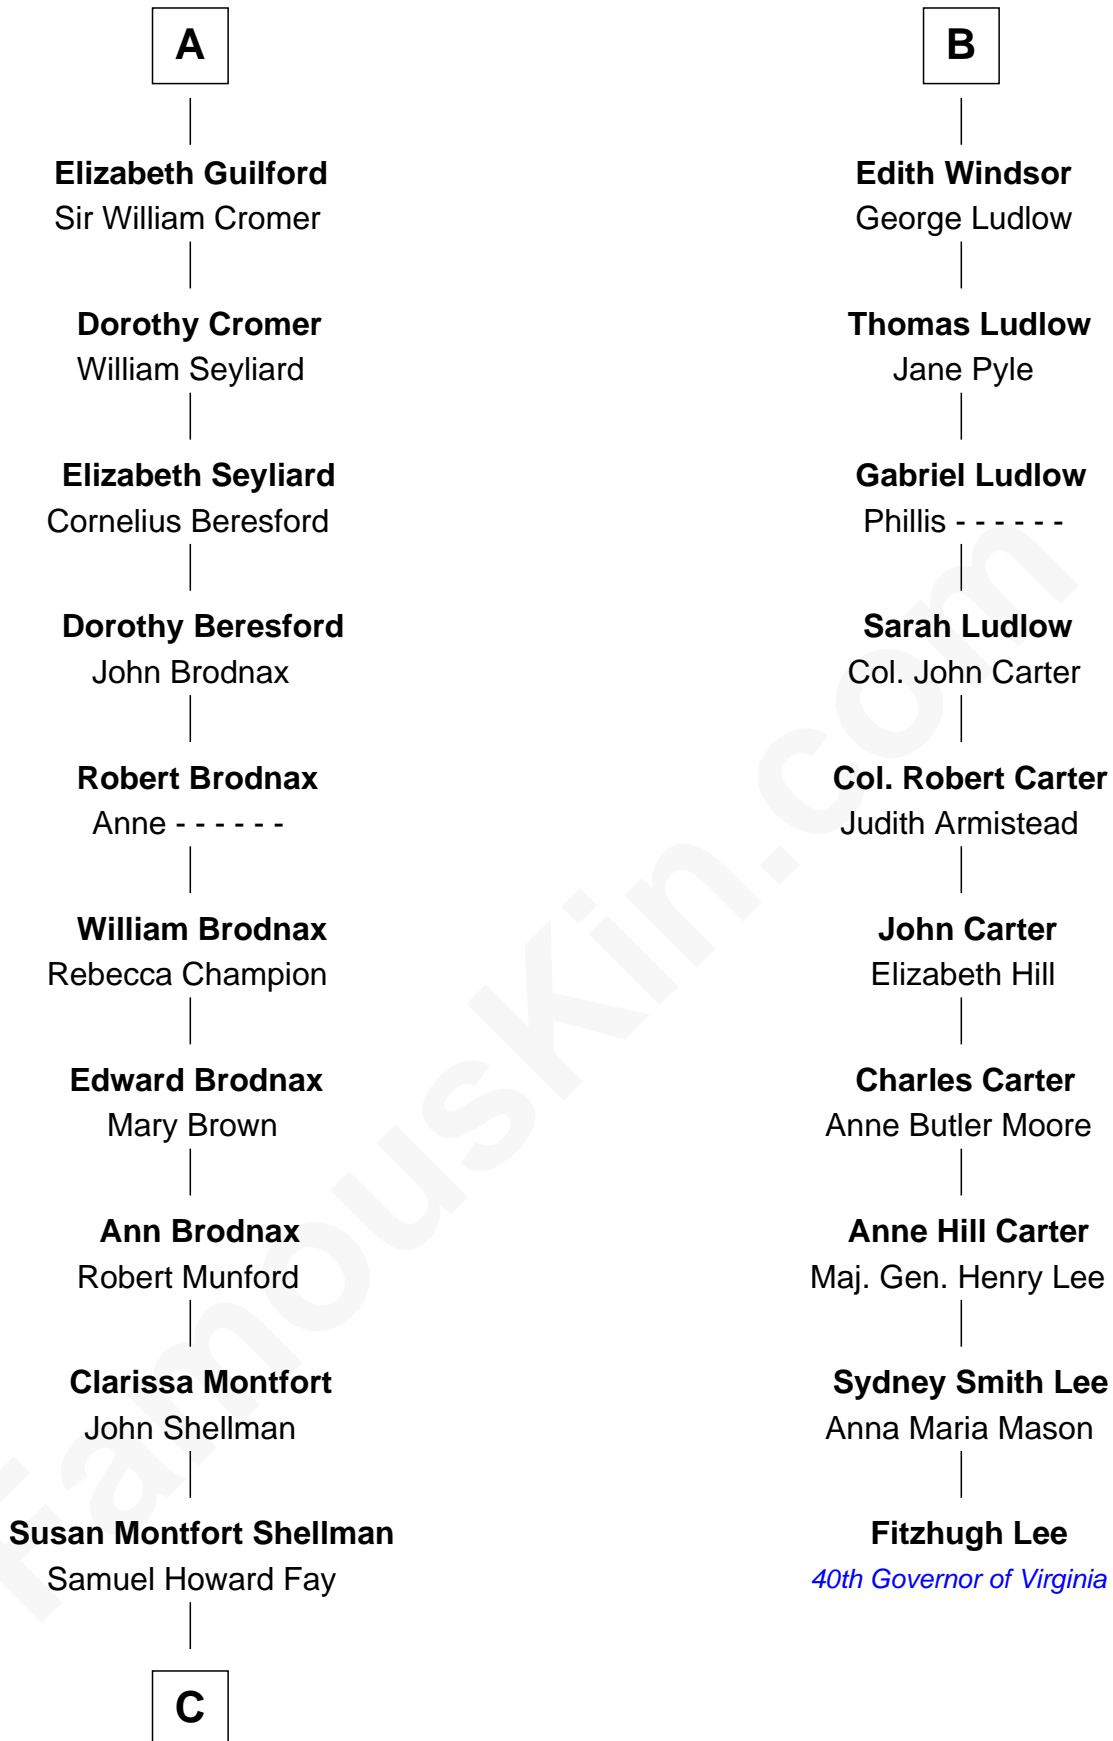 A
Elizabeth Guilford
Sir William Cromer
Dorothy Cromer
William Seyliard
Elizabeth Seyliard
Cornelius Beresford
Dorothy Beresford
John Brodnax
Robert Brodnax
Anne - - - - - -
William Brodnax
Rebecca Champion
Edward Brodnax
Mary Brown
Ann Brodnax
Robert Munford
Clarissa Montfort
John Shellman
Susan Montfort Shellman
Samuel Howard Fay
C
B
Edith Windsor
George Ludlow
Thomas Ludlow
Jane Pyle
Gabriel Ludlow
Phillis - - - - - -
Sarah Ludlow
Col. John Carter
Col. Robert Carter
Judith Armistead
John Carter
Elizabeth Hill
Charles Carter
Anne Butler Moore
Anne Hill Carter
Maj. Gen. Henry Lee
Sydney Smith Lee
Anna Maria Mason
Fitzhugh Lee
40th Governor of Virginia
FamousKin.com